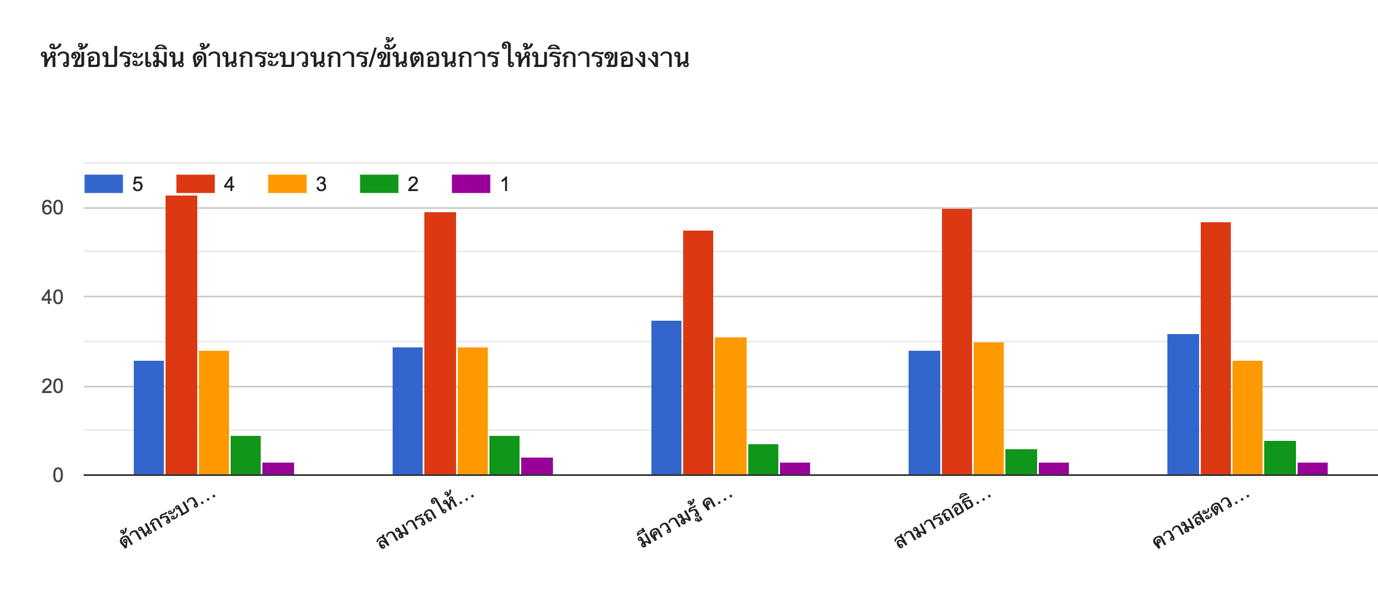 หัวข้อประเมิน ด้านกระบวนการ/ขั้นตอนการให้บริการของงาน
5 4 3 2 1
60
40
20
0
ด้านกระบว…
สามารถให้…
มีความรู้ ค…
สามารถอธิ…
ความสะดว…